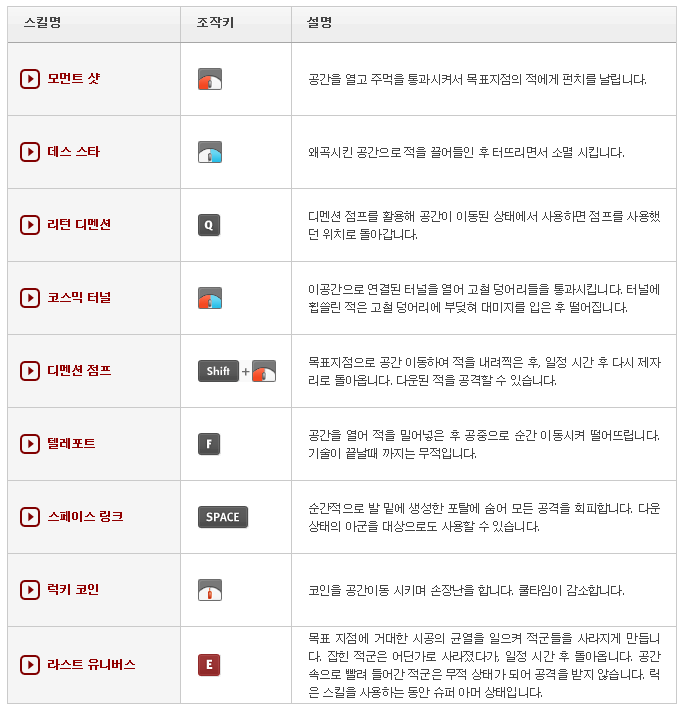 스킬명 조작키 설명
모먼트 샷 공간을 열고 주먹을 통과시켜서 목표지점의 적에게 펀치를 날립니다.
데스 스타 왜곡시킨 공간으로 적을 끌어들인 후 터뜨리면서 소멸 시킵니다.
리턴 디멘션 Q 디멘션 점프를 활용해 공간이 이동된 상태에서 사용하면 점프를 사용했
던 위치로 돌아갑니다.
코스믹 터널 이공간으로 연결된 터널을 열어 고철 덩어리들을 통과시킵니다. 터널에
휩쓸린 적은 고철 덩어리에 부딪혀 대미지를 입은 후 떨어집니다.
디멘션 점프 Shift + 목표지점으로 공간 이동하여 적을 내려찍은 후, 일정 시간 후 다시 제자
리로 돌아옵니다. 다운된 적을 공격할 수 있습니다.
텔레포트 F 공간을 열어 적을 밀어넣은 후 공중으로 순간 이동시켜 떨어뜨립니다.
기술이 끝날때 까지는 무적입니다.
스페이스 링크 SPACE 순간적으로 발 밑에 생성한 포탈에 숨어 모든 공격을 회피합니다. 다운
상태의 아군을 대상으로도 사용할 수 있습니다.
럭키 코인 코인을 공간이동 시키며 손장난을 합니다. 쿨타임이 감소합니다.
라스트 유니버스 E 목표 지점에 거대한 시공의 균열을 일으켜 적군들을 사라지게 만듭니
다. 잡힌 적군은 어딘가로 사라졌다가, 일정 시간 후 돌아옵니다. 공간
속으로 빨려 들어간 적군은 무적 상태가 되어 공격을 받지 않습니다. 릭
은 스킬을 사용하는 동안 슈퍼 아머 상태입니다.